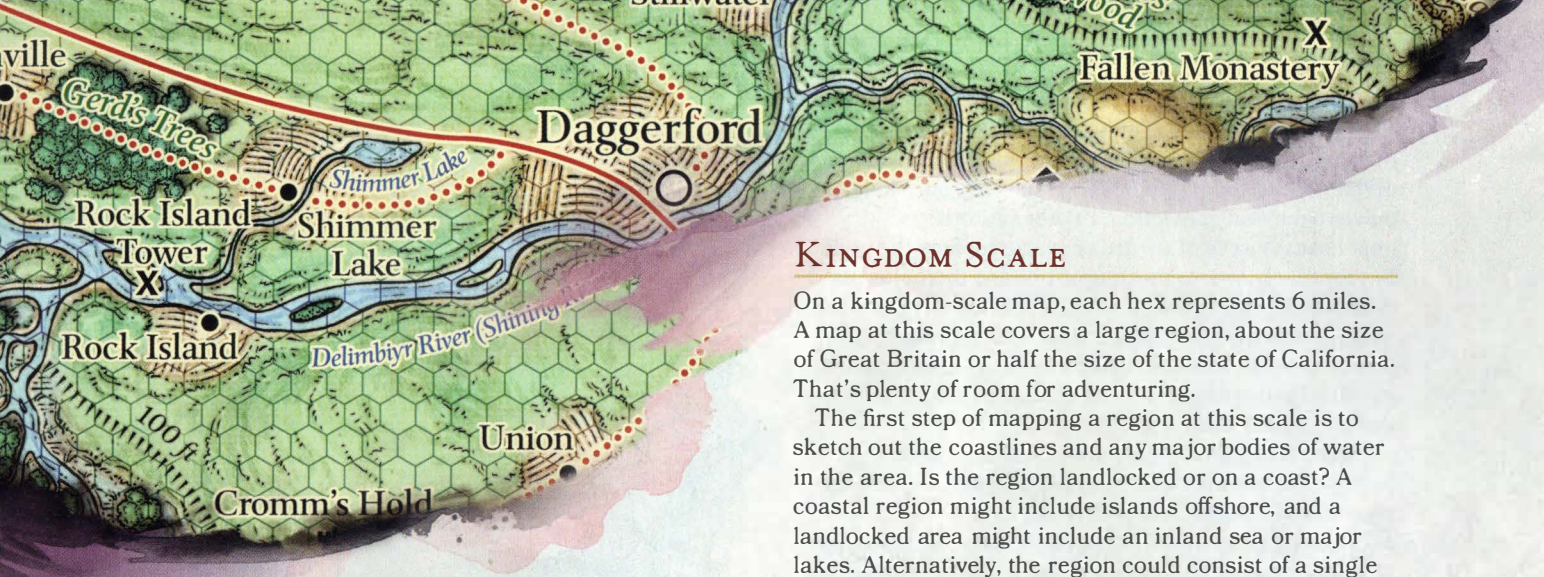 ville
Gerd's Trees
Daggerford
Fallen Monastery
X
Shimmer Lake
Rock Island
Tower
X
Shimmer
Lake
Rock Island
Delimbiyr River (Shining
100 ft
Union
Cromm's Hold
KINGDOM SCALE
On a kingdom-scale map, each hex represents 6 miles.
A map at this scale covers a large region, about the size
of Great Britain or half the size of the state of California.
That's plenty of room for adventuring.
The first step of mapping a region at this scale is to
sketch out the coastlines and any major bodies of water
in the area. Is the region landlocked or on a coast? A
coastal region might include islands offshore, and a
landlocked area might include an inland sea or major
lakes. Alternatively, the region could consist of a single